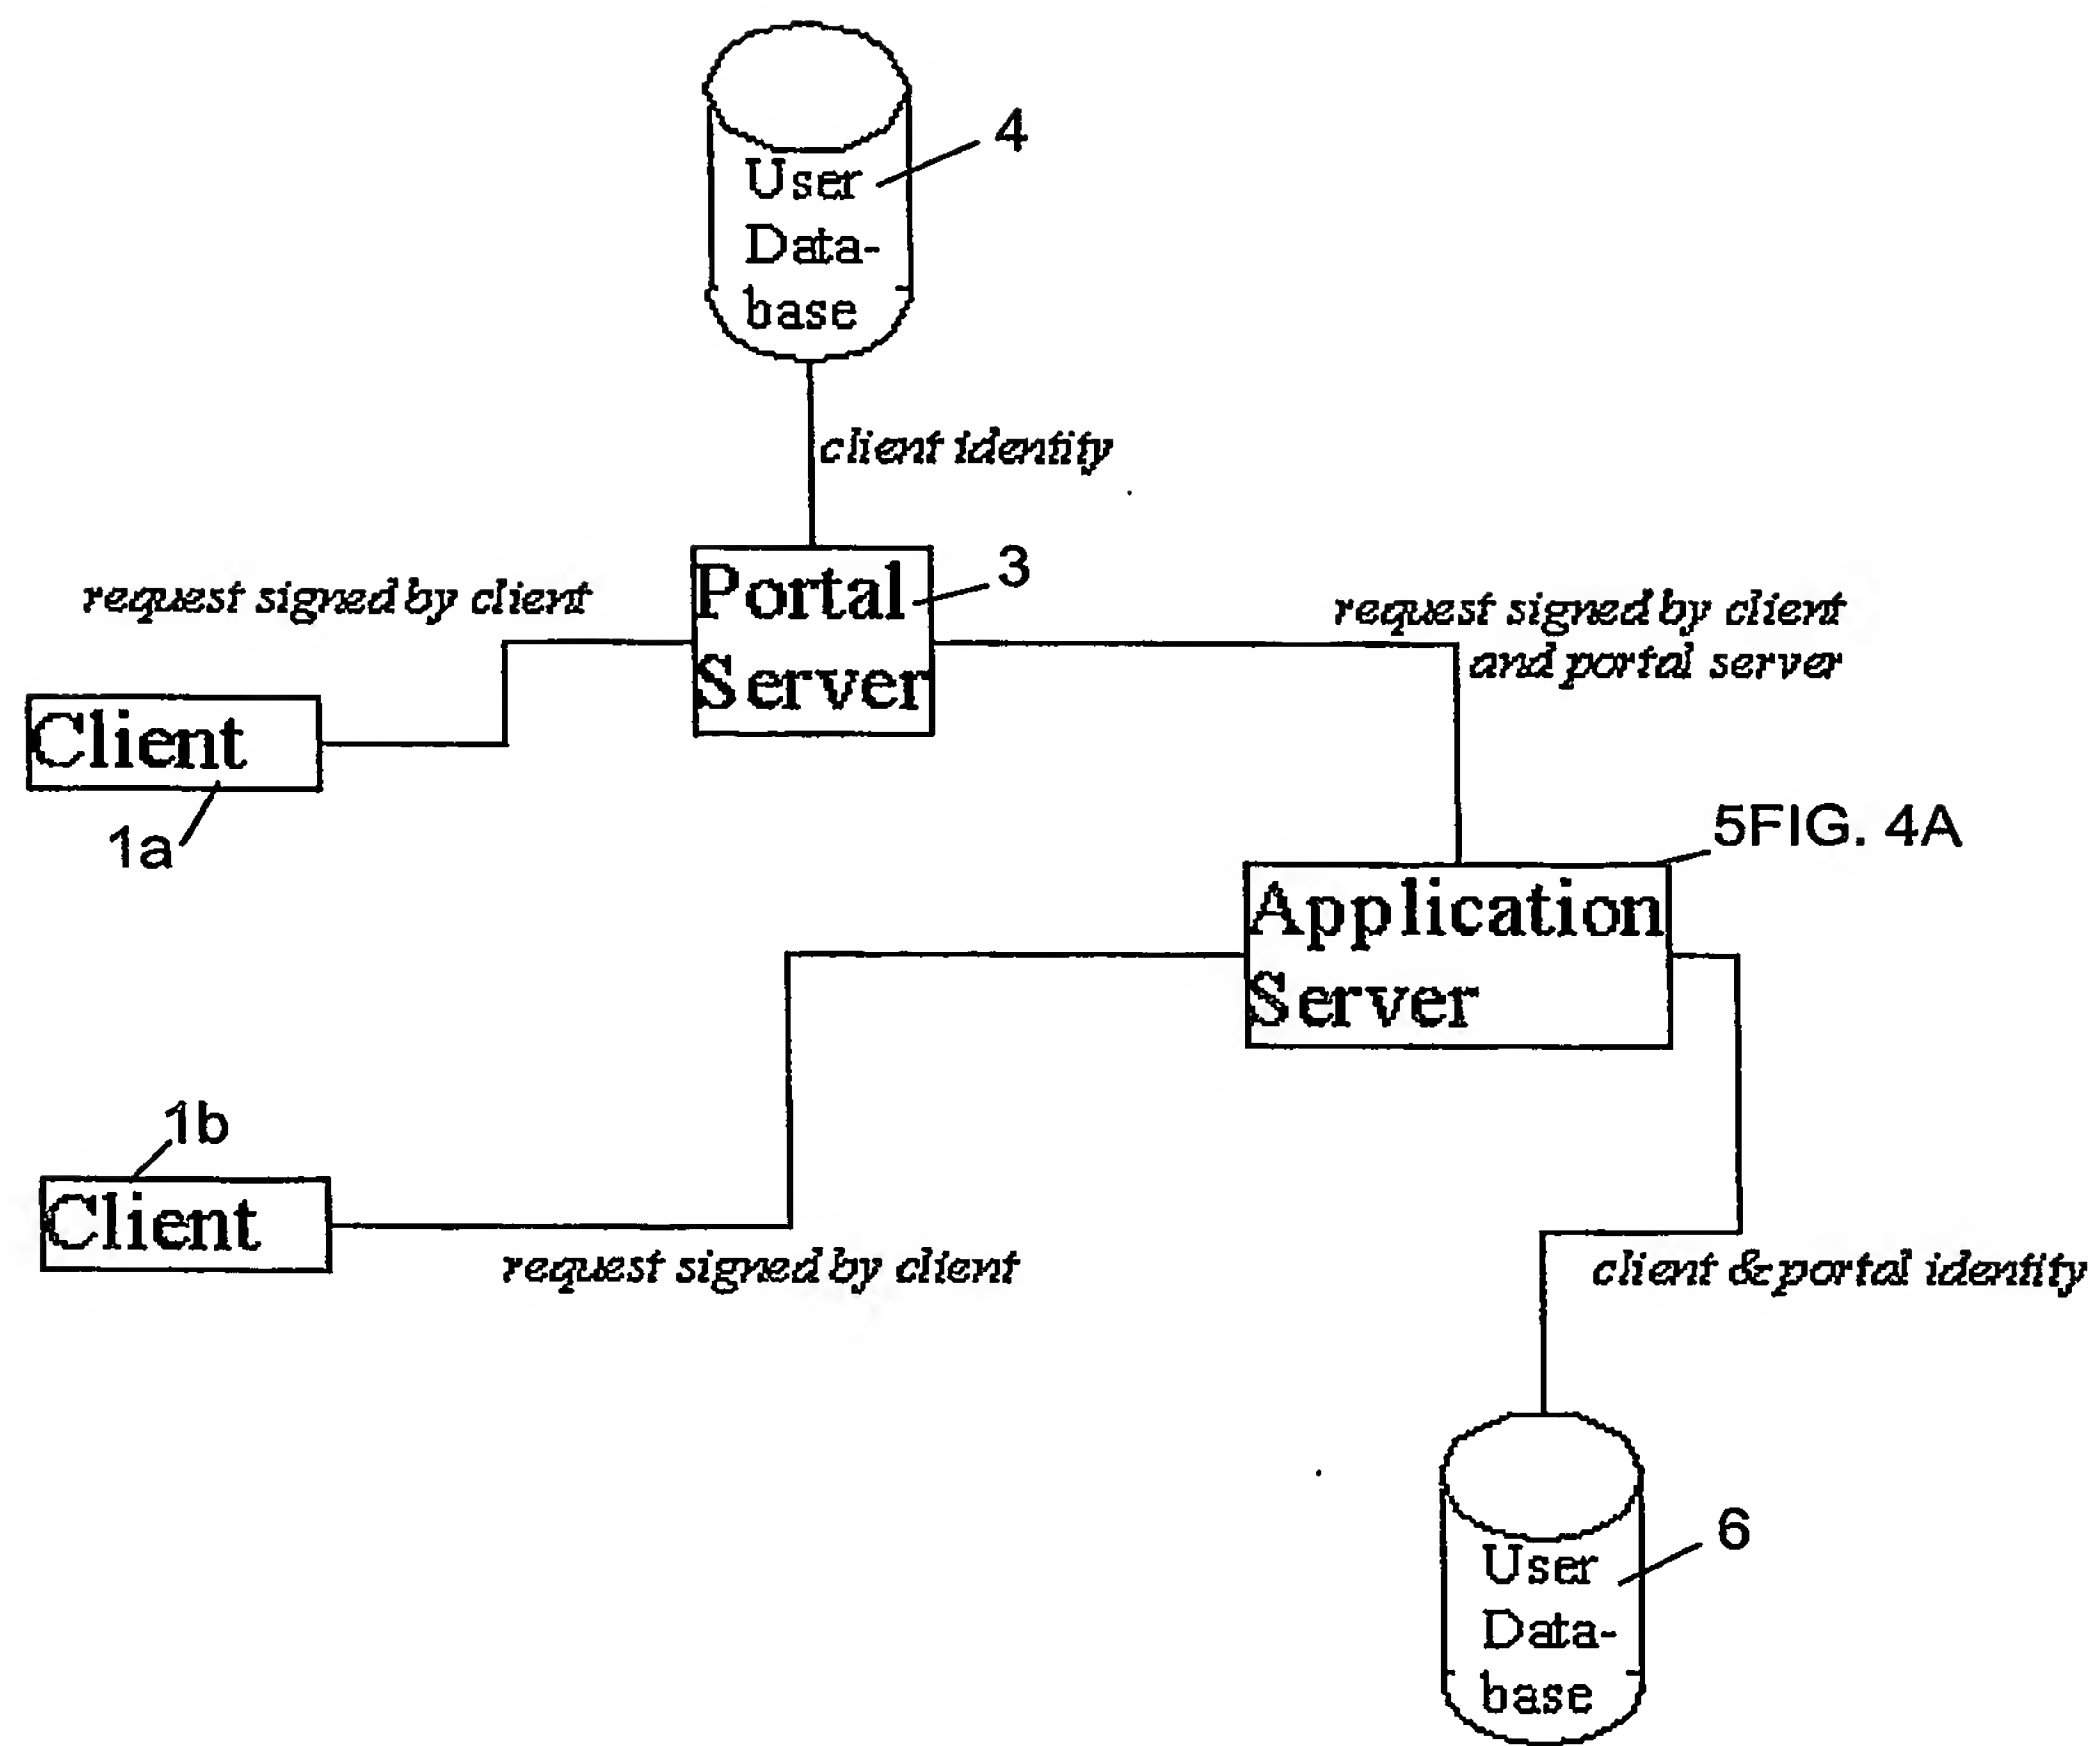 4
User
Data-
base
client identity
3
Portal
Server
request signed by client
request signed by client
and portal server
Client
1a
5FIG. 4A
Application
Server
1b
Client
request signed by client
client & portal identity
6
User
Data-
base